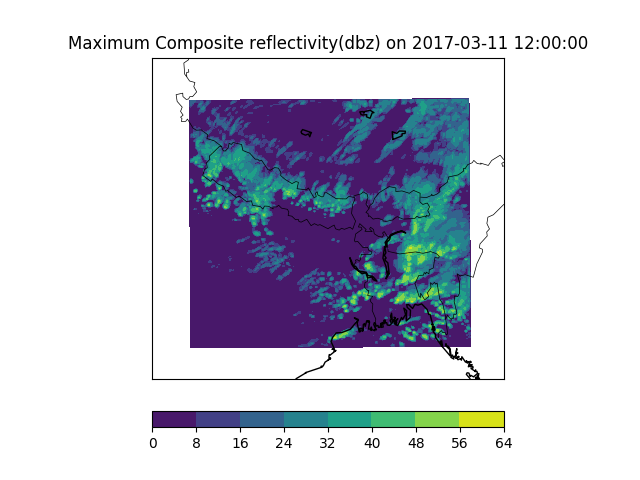 Maximum Composite reflectivity(dbz) on 2017-03-11 12:00:00
0 8 16 24 32 40 48 56 64